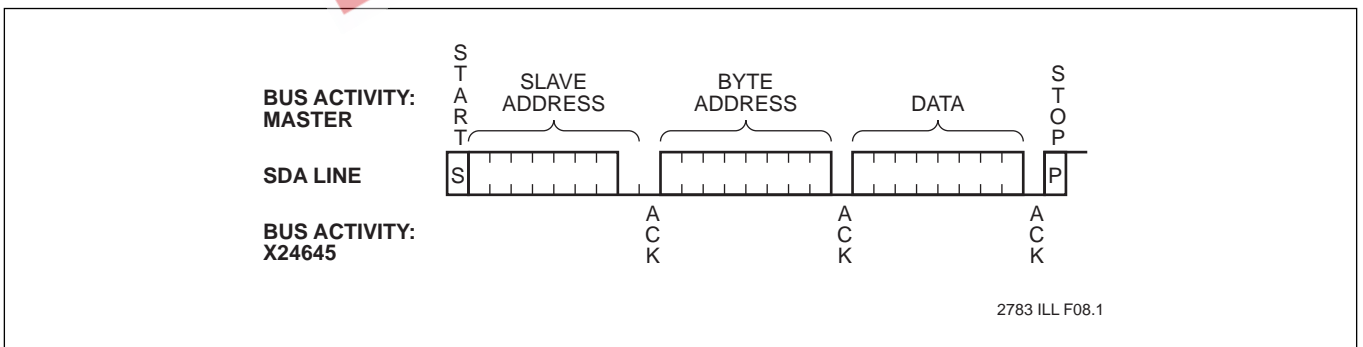 START
SLAVE
ADDRESS
BYTE
ADDRESS
DATA
STOP
BUS ACTIVITY:
MASTER
SDA LINE
S
P
BUS ACTIVITY:
X24645
ACK
ACK
ACK
2783 ILL F08.1